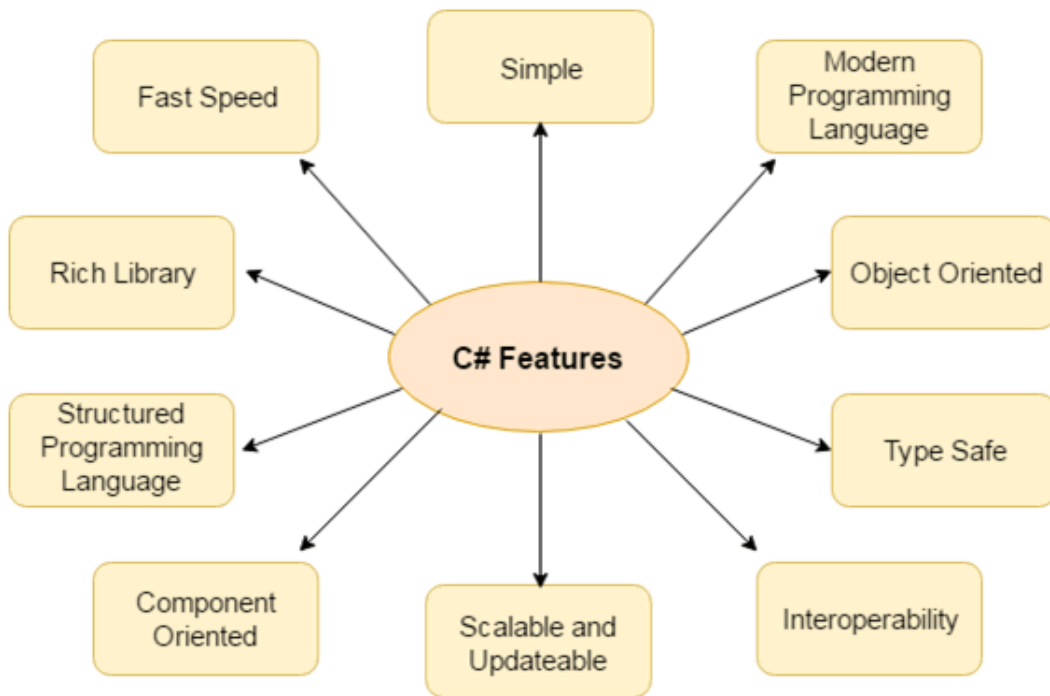 Simple
Fast Speed
Modern
Programming
Language
Rich Library
Object Oriented
C# Features
Structured
Programming
Language
Type Safe
Component
Oriented
Scalable and
Updateable
Interoperability